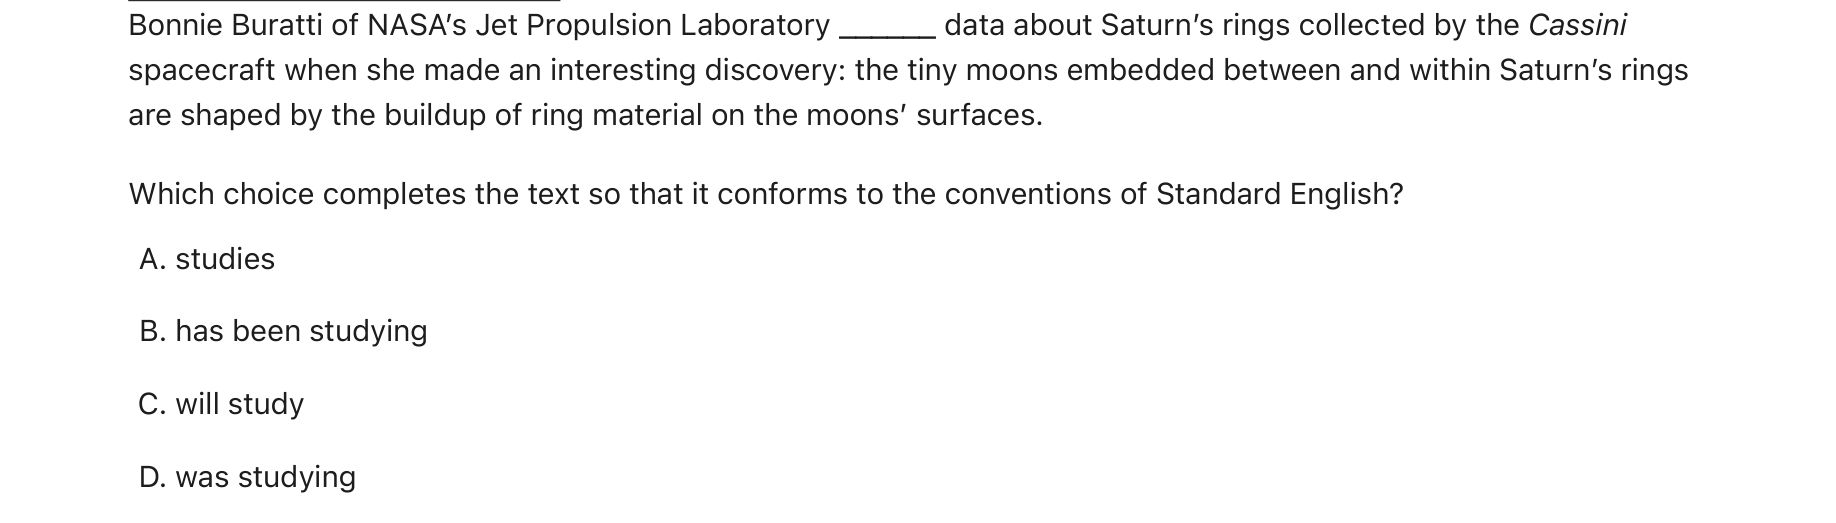 Bonnie Buratti of NASA’s Jet Propulsion Laboratory ______ data about Saturn’s rings collected by the Cassini
spacecraft when she made an interesting discovery: the tiny moons embedded between and within Saturn’s rings
are shaped by the buildup of ring material on the moons’ surfaces.
Which choice completes the text so that it conforms to the conventions of Standard English?
A. studies
B. has been studying
C. will study
D. was studying